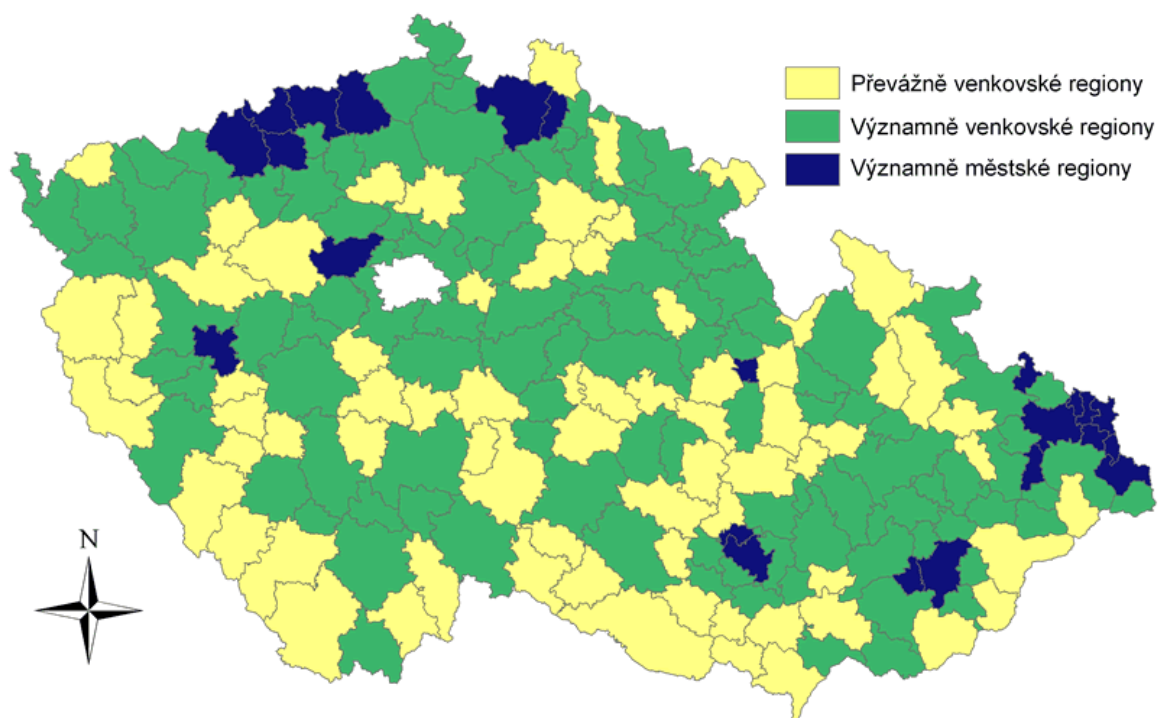 Převážně venkovské regiony
Významně venkovské regiony
Významně městské regiony
N